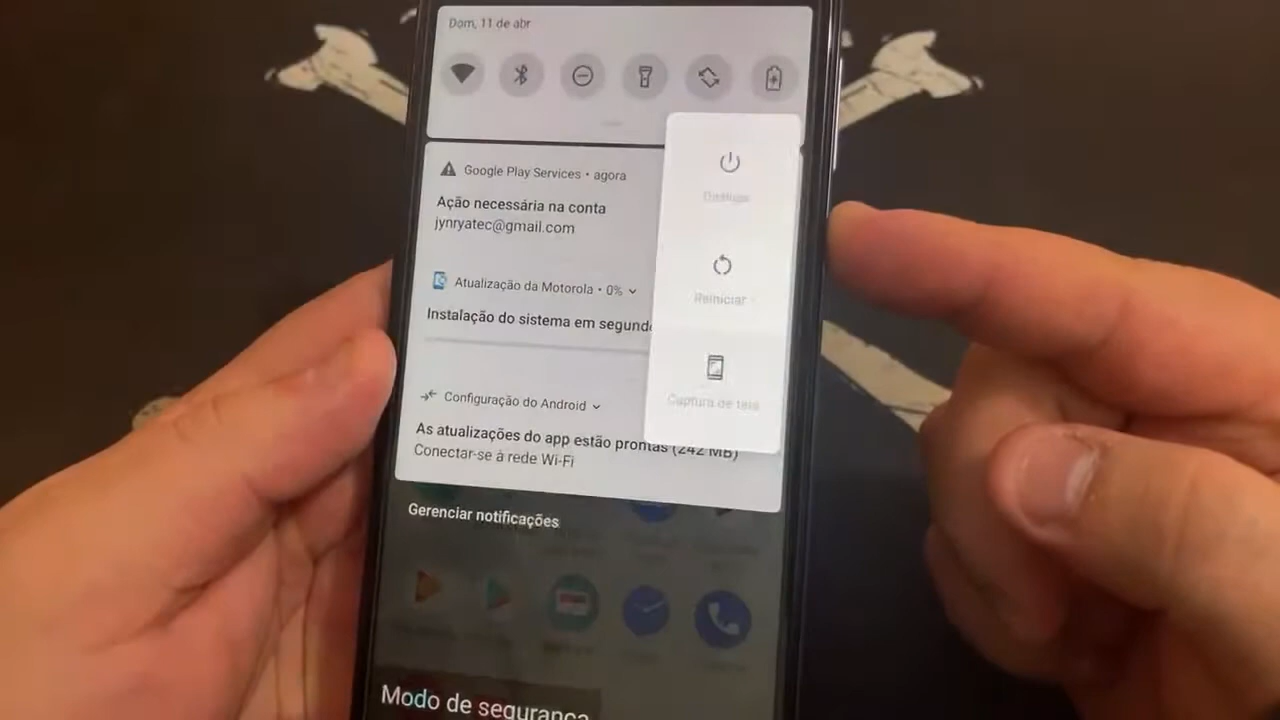 Dom, 11 de abr
Google Play Services • agora
Ação necessária na conta
jynryatec@gmail.com
Atualização da Motorola • 0%
Instalação do sistema em segund
Configuração do Android
As atualizações do app estão prontas (242 MB)
Conectar-se à rede Wi-Fi
Desligar
Reiniciar
Captura de tela
Gerenciar notificações
Modo de segurança